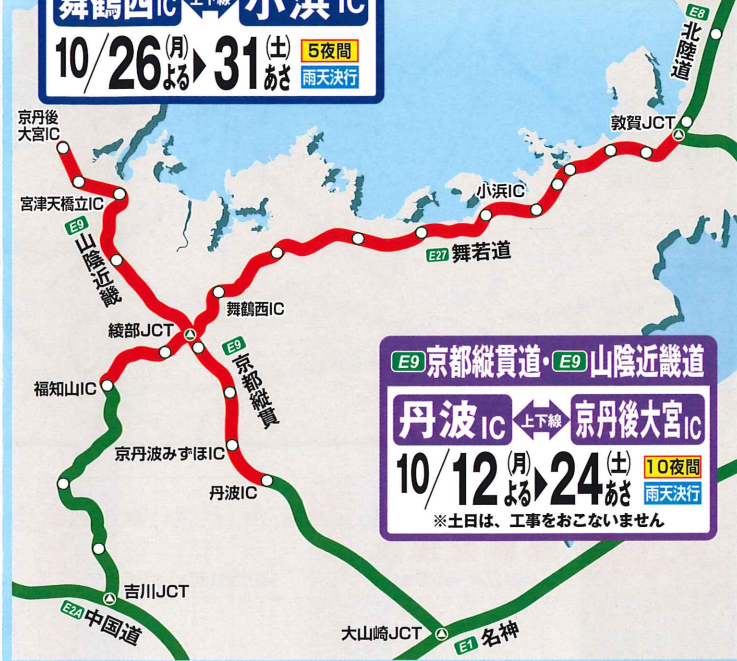 舞鶴西IC 上下線 小浜IC
10/26(月)よる▶31(土)あさ 5夜間 雨天決行
E8 北陸道
京丹後大宮IC
敦賀JCT
宮津天橋立IC
小浜IC
E9 山陰近畿
E27 舞若道
舞鶴西IC
綾部JCT
E9 京都縦貫
福知山IC
京丹波みずほIC
丹波IC
E9 京都縦貫道・E9 山陰近畿道
丹波IC 上下線 京丹後大宮IC
10/12(月)よる▶24(土)あさ 10夜間 雨天決行
※土日は、工事をおこないません
吉川JCT
E2A 中国道
大山崎JCT
E1 名神